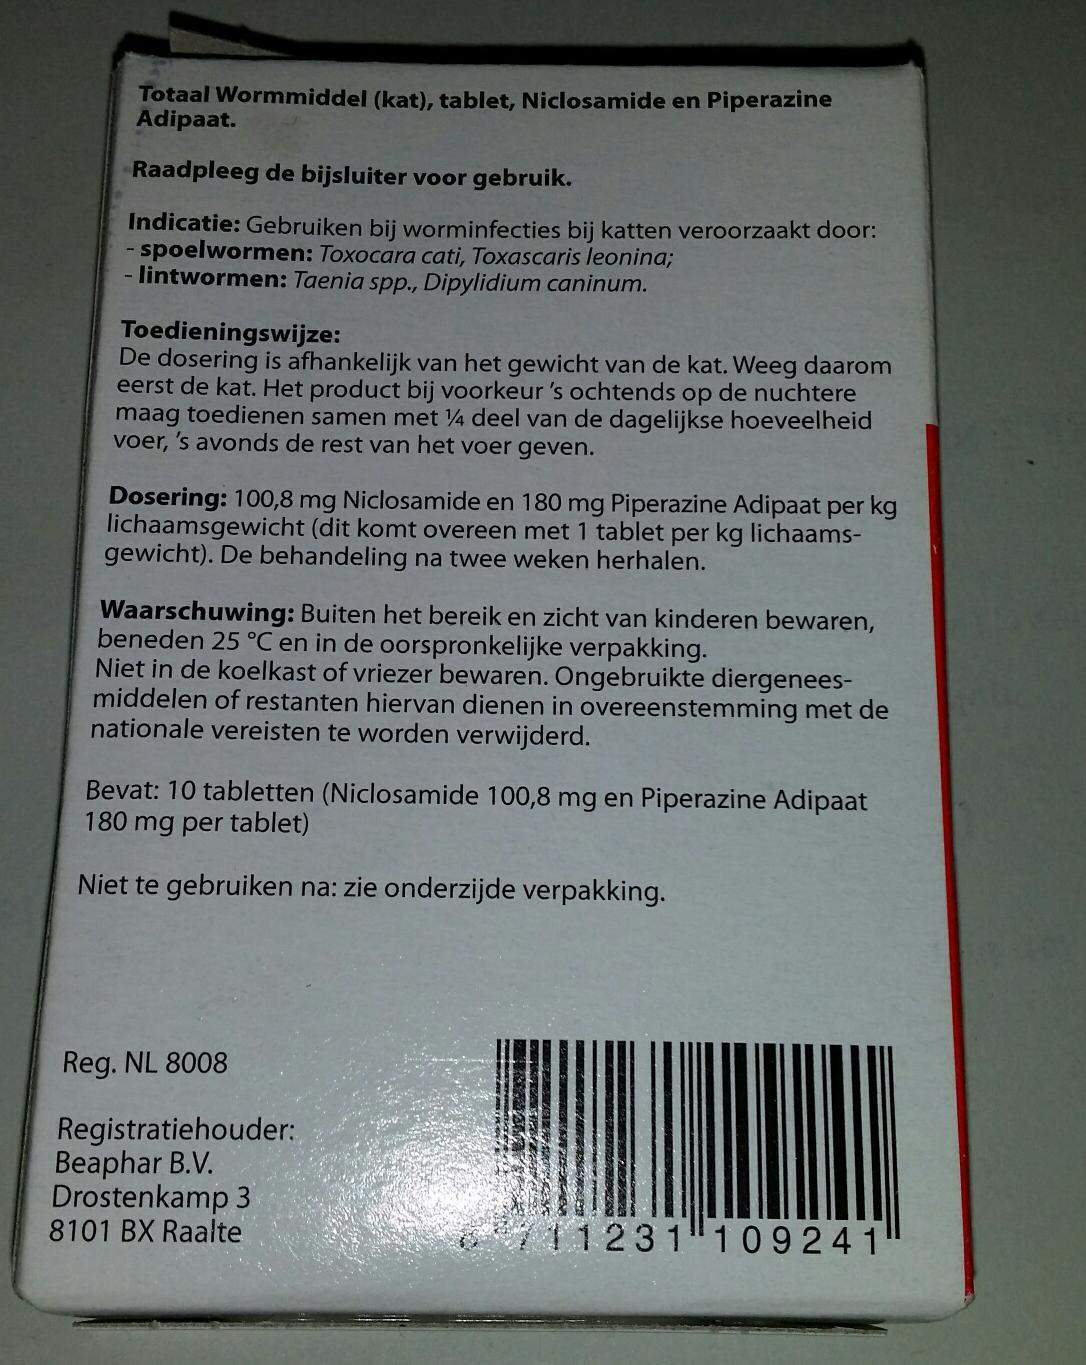 Totaal Wormmiddel (kat), tablet, Niclosamide en Piperazine
Adipaat.
Raadpleeg de bijsluiter voor gebruik.
Indicatie: Gebruiken bij worminfecties bij katten veroorzaakt door:
- spoelwormen: Toxocara cati, Toxascaris leonina;
- lintwormen: Taenia spp., Dipylidium caninum.
Toedieningswijze:
De dosering is afhankelijk van het gewicht van de kat. Weeg daarom
eerst de kat. Het product bij voorkeur 's ochtends op de nuchtere
maag toedienen samen met ¼ deel van de dagelijkse hoeveelheid
voer, 's avonds de rest van het voer geven.
Dosering: 100,8 mg Niclosamide en 180 mg Piperazine Adipaat per kg
lichaamsgewicht (dit komt overeen met 1 tablet per kg lichaams-
gewicht). De behandeling na twee weken herhalen.
Waarschuwing: Buiten het bereik en zicht van kinderen bewaren,
beneden 25 °C en in de oorspronkelijke verpakking.
Niet in de koelkast of vriezer bewaren. Ongebruikte diergenees-
middelen of restanten hiervan dienen in overeenstemming met de
nationale vereisten te worden verwijderd.
Bevat: 10 tabletten (Niclosamide 100,8 mg en Piperazine Adipaat
180 mg per tablet)
Niet te gebruiken na: zie onderzijde verpakking.
Reg. NL 8008
Registratiehouder:
Beaphar B.V.
Drostenkamp 3
8101 BX Raalte
711231 109241